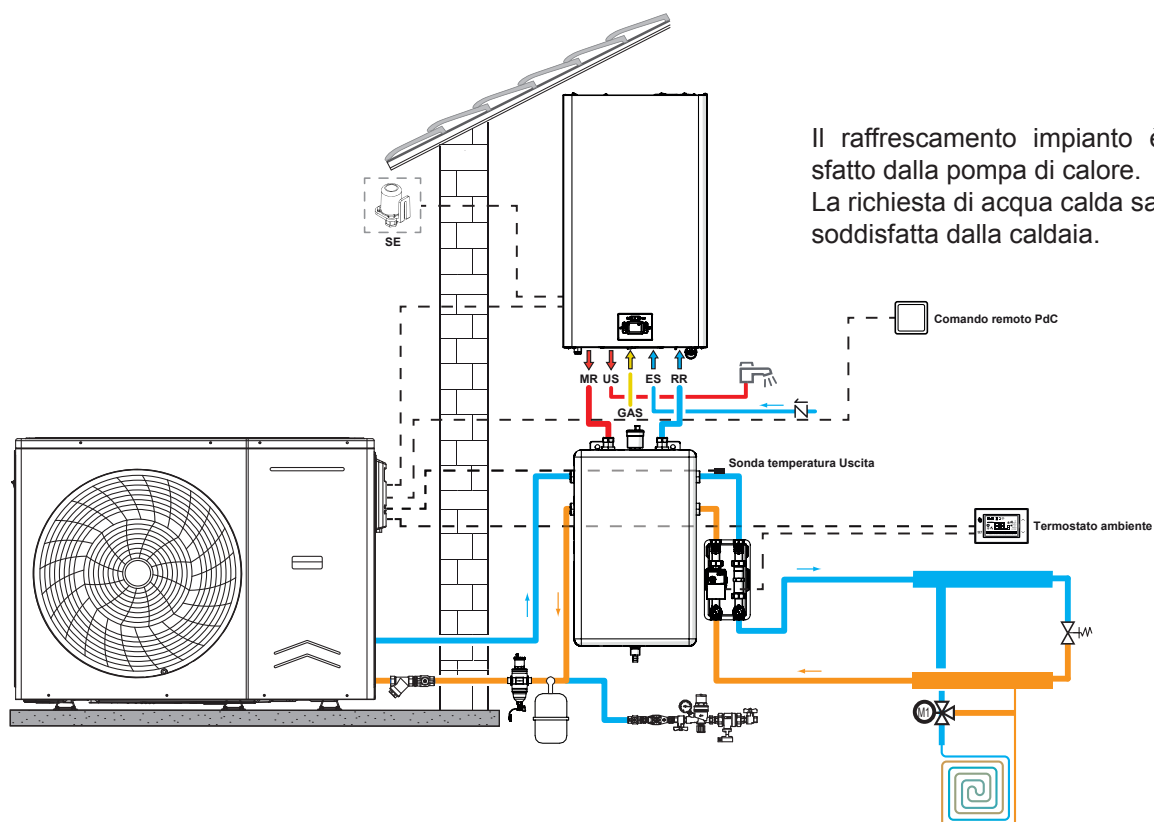 Il raffrescamento impianto è
sfatto dalla pompa di calore.
La richiesta di acqua calda sa
soddisfatta dalla caldaia.
SE
Comando remoto PdC
MR US ES RR
GAS
Sonda temperatura Uscita
Termostato ambiente
M1